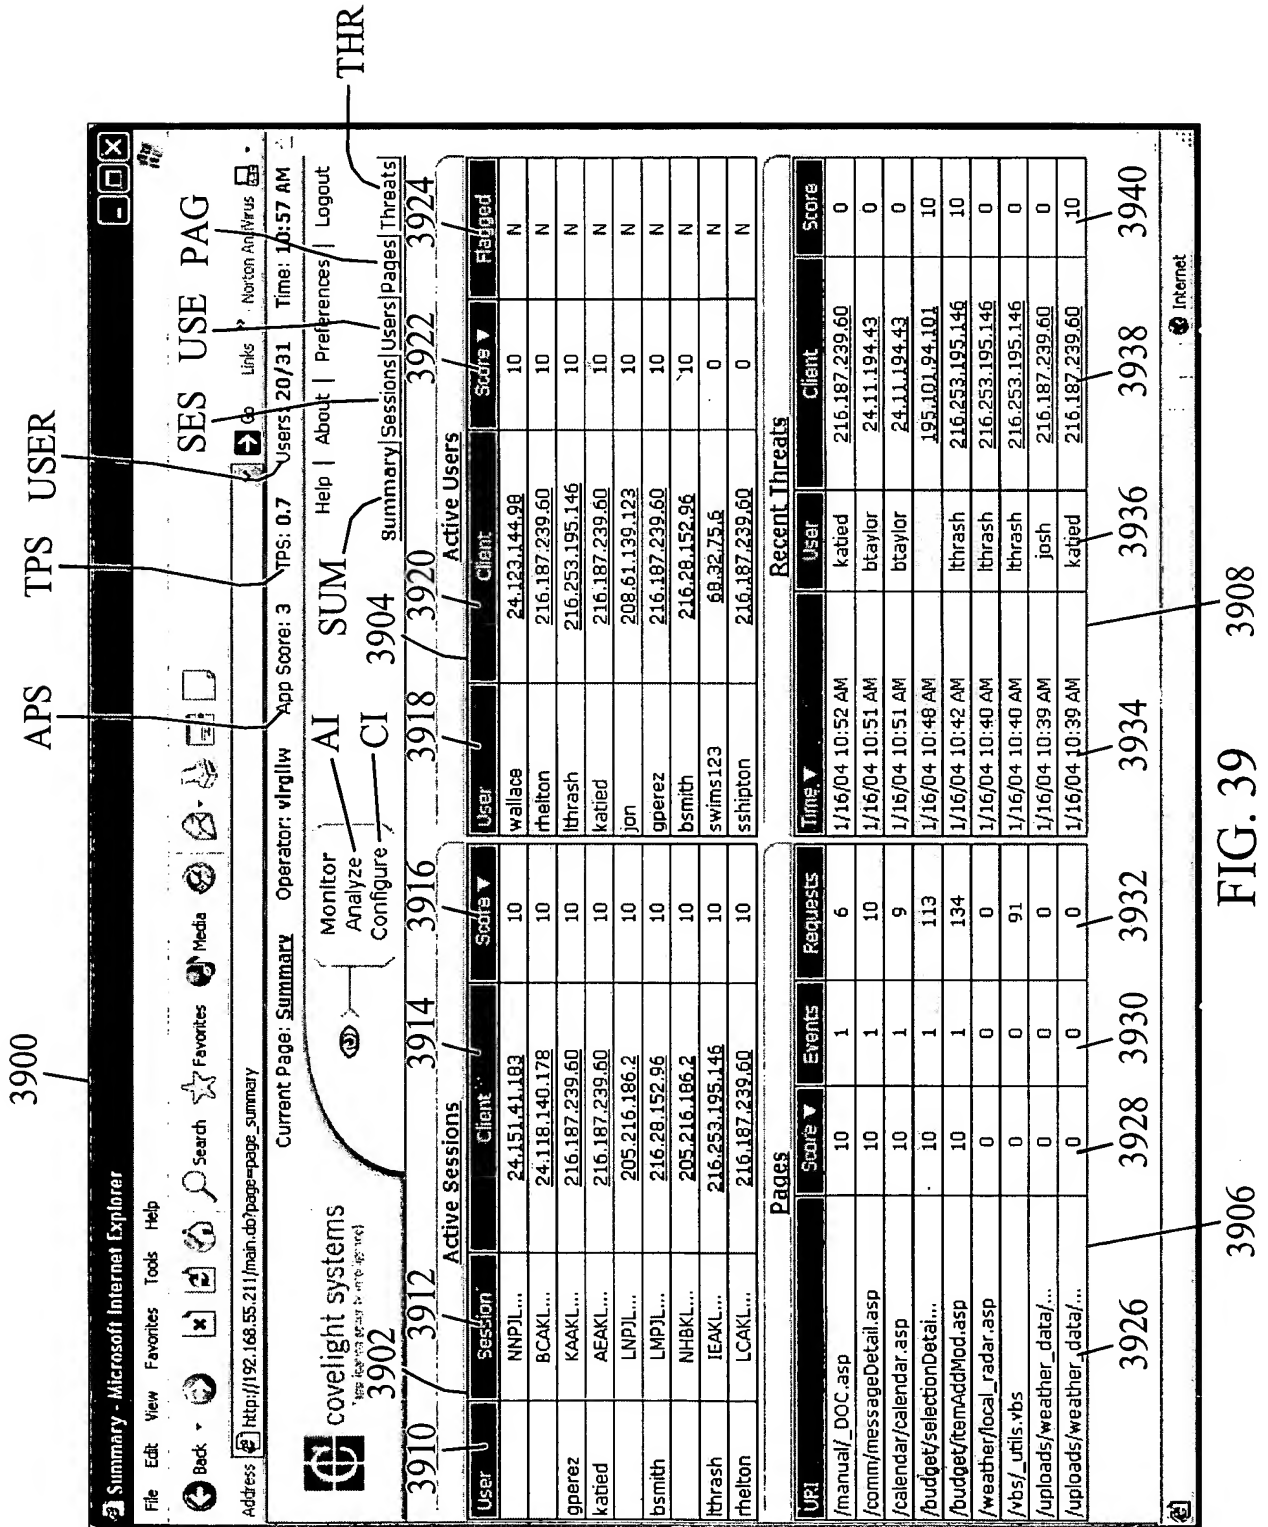 3900
APS
TPS
USER
Summary - Microsoft Internet Explorer
File Edit View Favorites Tools Help
SES USE PAG
Back Search Favorites Media
Address http://192.168.55.211/main.do?page=page_summary Go Links » Norton AntiVirus
Current Page: Summary Operator: virgilw App Score: 3 TPS: 0.7 Users: 20/31 Time: 10:57 AM
covelight systems
Monitor
Analyze
Configure
AI
CI
SUM
Help | About | Preferences | Logout
Summary|Sessions|Users|Pages|Threats
THR
3902
3904
3910 3912 3914 3916 3918 3920 3922 3924
Active Sessions
User Session Client Score ▼
NNPJL... 24.151.41.183 10
BCAKL... 24.118.140.178 10
gperez KAAKL... 216.187.239.60 10
katied AEAKL... 216.187.239.60 10
LNPJL... 205.216.186.2 10
bsmith LMPJL... 216.28.152.96 10
NHBKL... 205.216.186.2 10
lthrash IEAKL... 216.253.195.146 10
rhelton LCAKL... 216.187.239.60 10
Active Users
User Client Score ▼ Flagged
wallace 24.123.144.98 10 N
rhelton 216.187.239.60 10 N
lthrash 216.253.195.146 10 N
katied 216.187.239.60 10 N
jon 208.61.139.123 10 N
gperez 216.187.239.60 10 N
bsmith 216.28.152.96 10 N
swims123 68.32.75.6 0 N
sshipton 216.187.239.60 0 N
Pages
URI Score ▼ Events Requests
/manual/_DOC.asp 10 1 6
/comm/messageDetail.asp 10 1 10
/calendar/calendar.asp 10 1 9
/budget/selectionDetai... 10 1 113
/budget/itemAddMod.asp 10 1 134
/weather/local_radar.asp 0 0 0
/vbs/_utils.vbs 0 0 91
/uploads/weather_data/... 0 0 0
/uploads/weather_data/... 0 0 0
Recent Threats
Time ▼ User Client Score
1/16/04 10:52 AM katied 216.187.239.60 0
1/16/04 10:51 AM btaylor 24.11.194.43 0
1/16/04 10:51 AM btaylor 24.11.194.43 0
1/16/04 10:48 AM 195.101.94.101 10
1/16/04 10:42 AM lthrash 216.253.195.146 10
1/16/04 10:40 AM lthrash 216.253.195.146 0
1/16/04 10:40 AM lthrash 216.253.195.146 0
1/16/04 10:39 AM josh 216.187.239.60 0
1/16/04 10:39 AM katied 216.187.239.60 10
3926 3928 3930 3932 3934 3936 3938 3940
Internet
3906
3908
FIG. 39